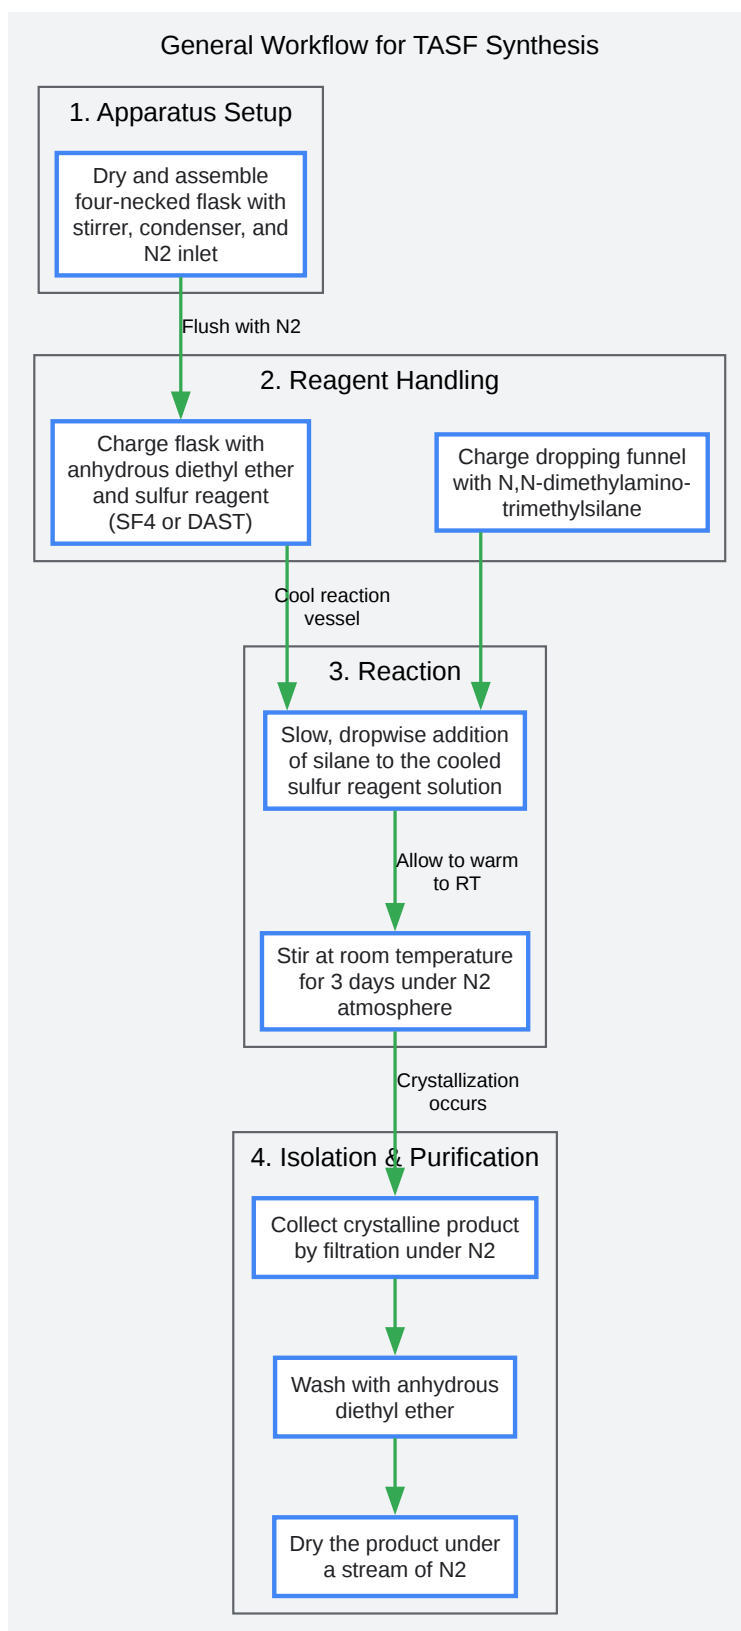 General Workflow for TASF Synthesis
1. Apparatus Setup
Dry and assemble
four-necked flask with
stirrer, condenser, and
N2 inlet
Flush with N2
2. Reagent Handling
Charge flask with
anhydrous diethyl ether
and sulfur reagent
(SF4 or DAST)
Charge dropping funnel
with N,N-dimethylamino-
trimethylsilane
Cool reaction
vessel
3. Reaction
Slow, dropwise addition
of silane to the cooled
sulfur reagent solution
Allow to warm
to RT
Stir at room temperature
for 3 days under N2
atmosphere
Crystallization
occurs
4. Isolation & Purification
Collect crystalline product
by filtration under N2
Wash with anhydrous
diethyl ether
Dry the product under
a stream of N2